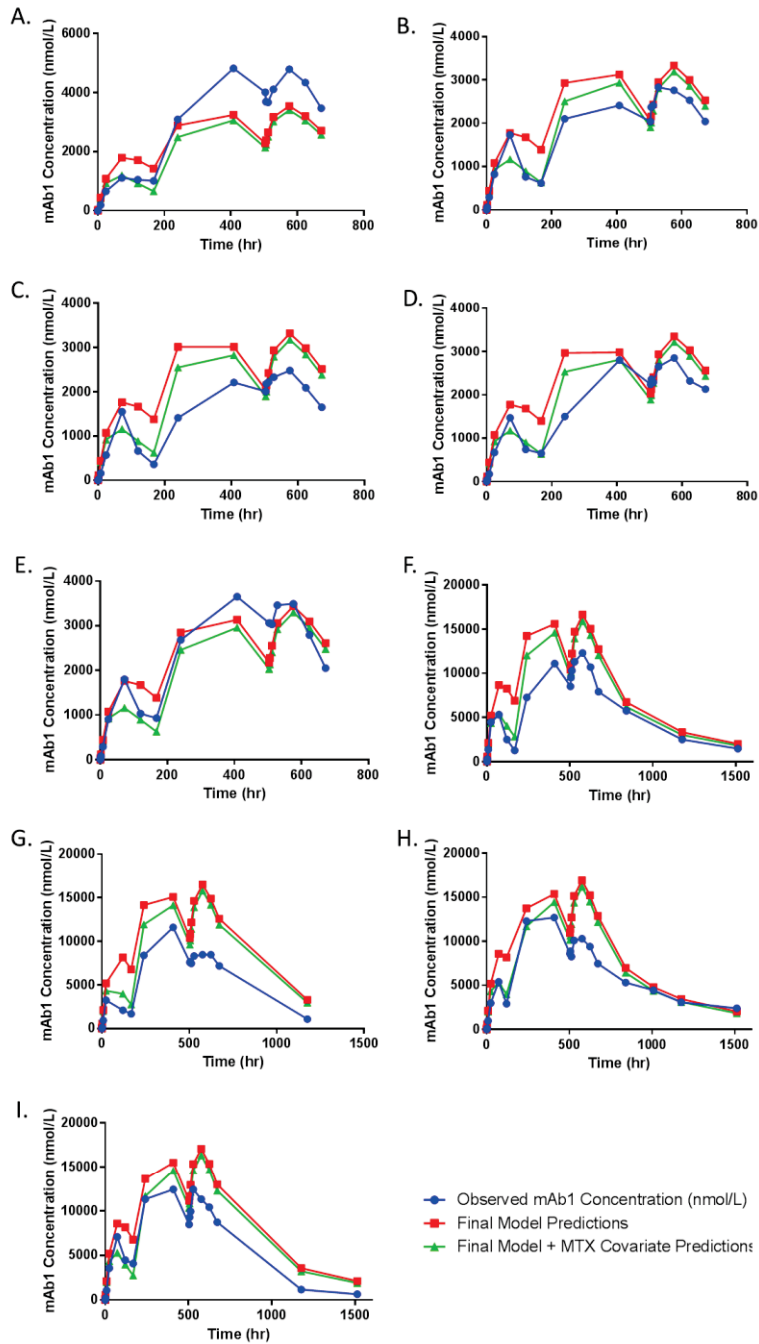 A.
B.
mAb1 Concentration (nmol/L)
6000
4000
2000
0
0 200 400 600 800
Time (hr)
mAb1 Concentration (nmol/L)
4000
3000
2000
1000
0
0 200 400 600 800
Time (hr)
C.
D.
mAb1 Concentration (nmol/L)
4000
3000
2000
1000
0
0 200 400 600 800
Time (hr)
mAb1 Concentration (nmol/L)
4000
3000
2000
1000
0
0 200 400 600 800
Time (hr)
E.
F.
mAb1 Concentration (nmol/L)
4000
3000
2000
1000
0
0 200 400 600 800
Time (hr)
mAb1 Concentration (nmol/L)
20000
15000
10000
5000
0
0 500 1000 1500
Time (hr)
G.
H.
mAb1 Concentration (nmol/L)
20000
15000
10000
5000
0
0 500 1000 1500
Time (hr)
mAb1 Concentration (nmol/L)
20000
15000
10000
5000
0
0 500 1000 1500
Time (hr)
I.
mAb1 Concentration (nmol/L)
20000
15000
10000
5000
0
0 500 1000 1500
Time (hr)
Observed mAb1 Concentration (nmol/L)
Final Model Predictions
Final Model + MTX Covariate Predictions